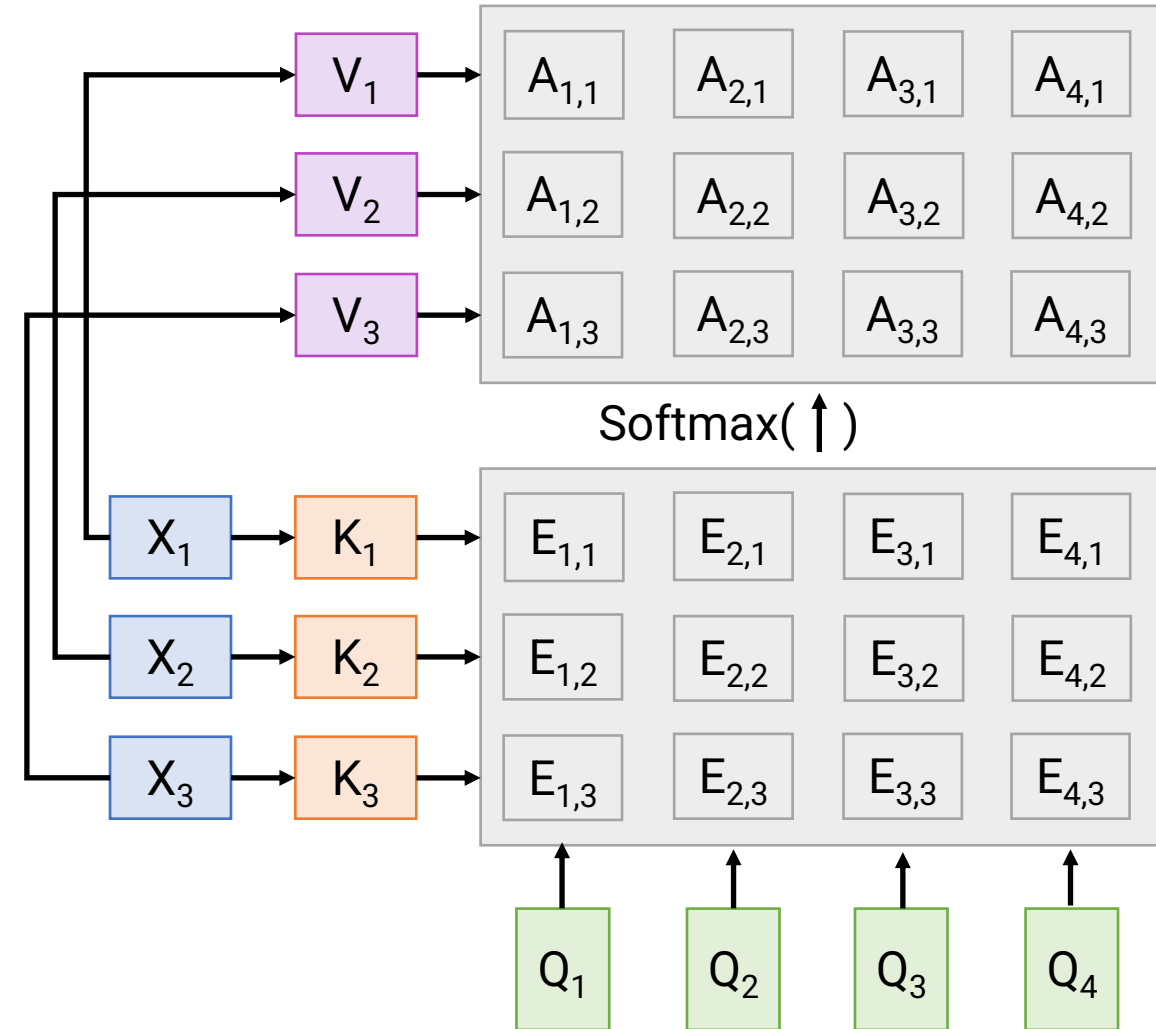 V1 A1,1 A2,1 A3,1 A4,1
V2 A1,2 A2,2 A3,2 A4,2
V3 A1,3 A2,3 A3,3 A4,3
Softmax( ↑ )
X1 K1 E1,1 E2,1 E3,1 E4,1
X2 K2 E1,2 E2,2 E3,2 E4,2
X3 K3 E1,3 E2,3 E3,3 E4,3
Q1 Q2 Q3 Q4